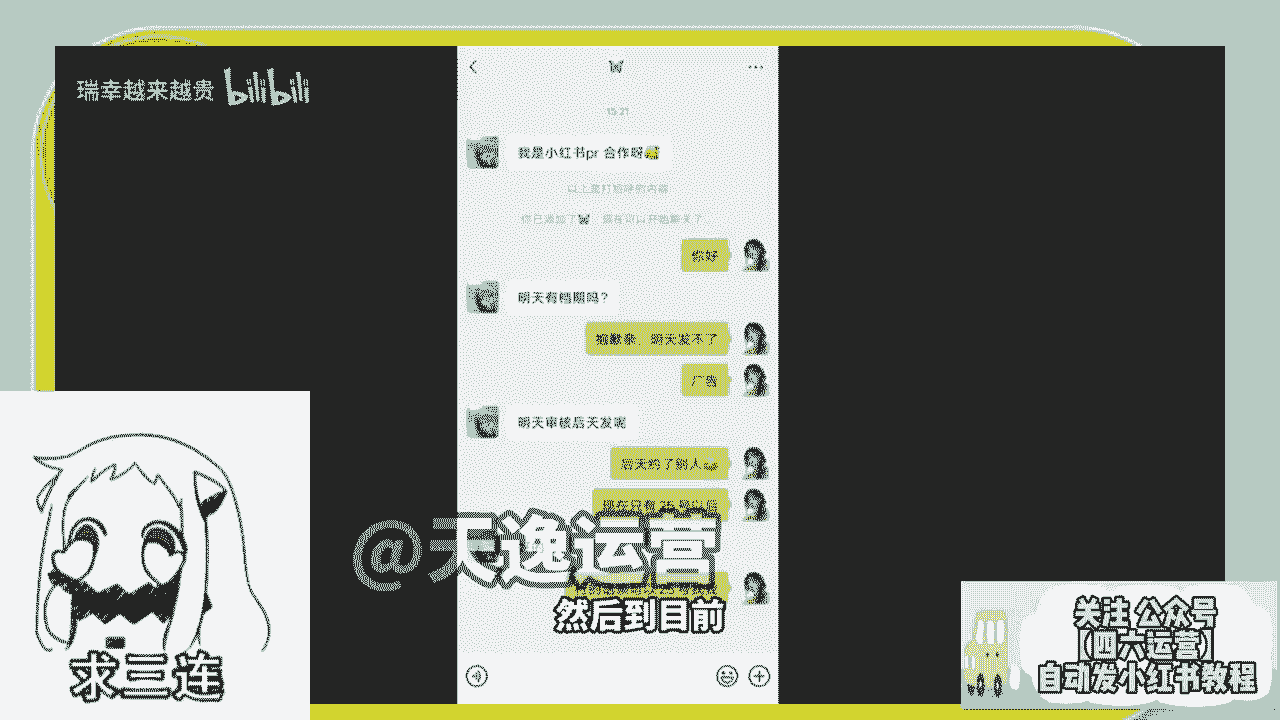 瑞幸越来越贵 bilibili
15:21
我是小红书pr 合作呀
以上是打招呼的内容
你已添加了 现在可以开始聊天了
你好
明天有档期吗?
抱歉亲，明天发不了
广告
明天审核后天发呢
后天约了别人
@天逸运营
然后到目前
求三连
关注 公众号
(四六运营)
自动发小红书教程